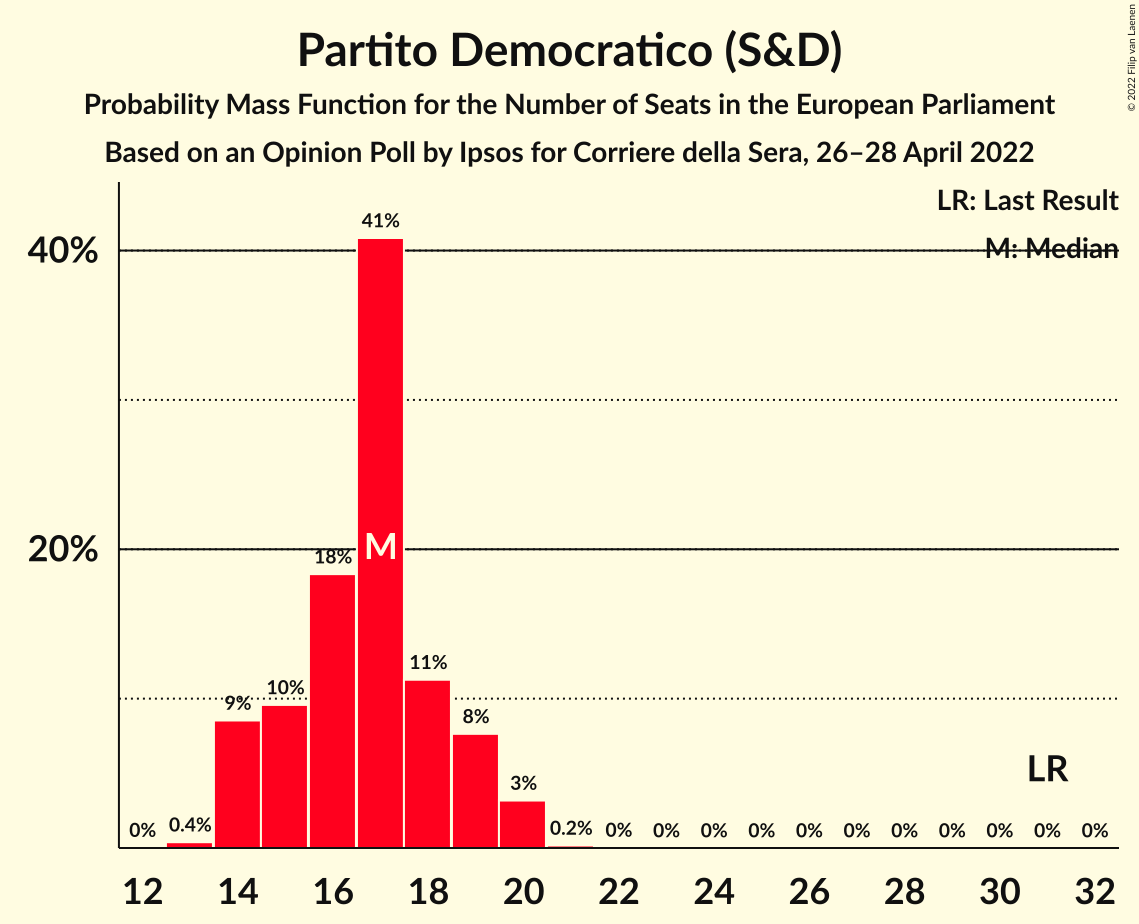 Partito Democratico (S&D)
Probability Mass Function for the Number of Seats in the European Parliament
Based on an Opinion Poll by Ipsos for Corriere della Sera, 26–28 April 2022
© 2022 Filip van Laenen
LR: Last Result
M: Median
40%
20%
0% 0.4% 9% 10% 18% 41% 11% 8% 3% 0.2% 0% 0% 0% 0% 0% 0% 0% 0% 0% 0% 0%
M
LR
12 14 16 18 20 22 24 26 28 30 32